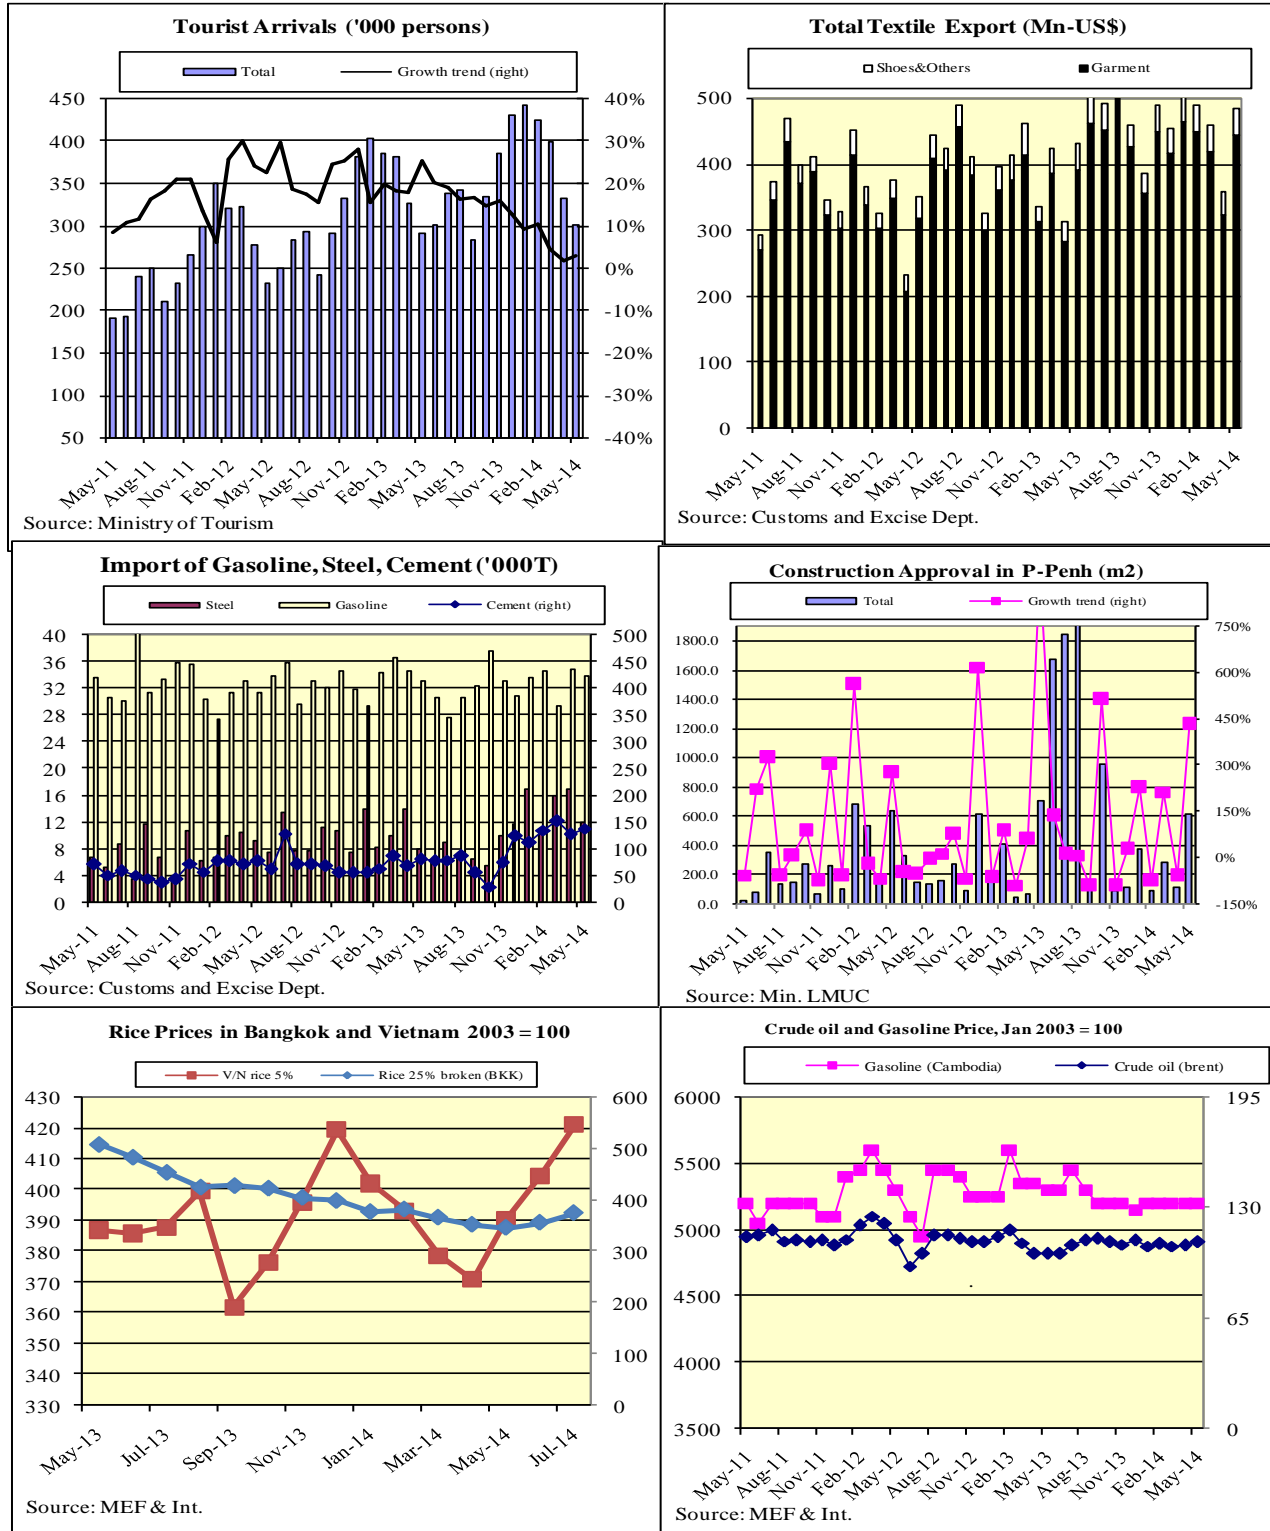 Tourist Arrivals ('000 persons)
Total
Growth trend (right)
450
400
350
300
250
200
150
100
50
40%
30%
20%
10%
0%
-10%
-20%
-30%
-40%
May-11
Aug-11
Nov-11
Feb-12
May-12
Aug-12
Nov-12
Feb-13
May-13
Aug-13
Nov-13
Feb-14
May-14
Source: Ministry of Tourism
Total Textile Export (Mn-US$)
Shoes&Others
Garment
500
400
300
200
100
0
May-11
Aug-11
Nov-11
Feb-12
May-12
Aug-12
Nov-12
Feb-13
May-13
Aug-13
Nov-13
Feb-14
May-14
Source: Customs and Excise Dept.
Import of Gasoline, Steel, Cement ('000T)
Steel
Gasoline
Cement (right)
40
36
32
28
24
20
16
12
8
4
0
500
450
400
350
300
250
200
150
100
50
0
May-11
Aug-11
Nov-11
Feb-12
May-12
Aug-12
Nov-12
Feb-13
May-13
Aug-13
Nov-13
Feb-14
May-14
Source: Customs and Excise Dept.
Construction Approval in P-Penh (m2)
Total
Growth trend (right)
1800.0
1600.0
1400.0
1200.0
1000.0
800.0
600.0
400.0
200.0
0.0
750%
600%
450%
300%
150%
0%
-150%
May-11
Aug-11
Nov-11
Feb-12
May-12
Aug-12
Nov-12
Feb-13
May-13
Aug-13
Nov-13
Feb-14
May-14
Source: Min. LMUC
Rice Prices in Bangkok and Vietnam 2003 = 100
V/N rice 5%
Rice 25% broken (BKK)
430
420
410
400
390
380
370
360
350
340
330
600
500
400
300
200
100
0
May-13
Jul-13
Sep-13
Nov-13
Jan-14
Mar-14
May-14
Jul-14
Source: MEF & Int.
Crude oil and Gasoline Price, Jan 2003 = 100
Gasoline (Cambodia)
Crude oil (brent)
6000
5500
5000
4500
4000
3500
195
130
65
0
May-11
Aug-11
Nov-11
Feb-12
May-12
Aug-12
Nov-12
Feb-13
May-13
Aug-13
Nov-13
Feb-14
May-14
Source: MEF & Int.